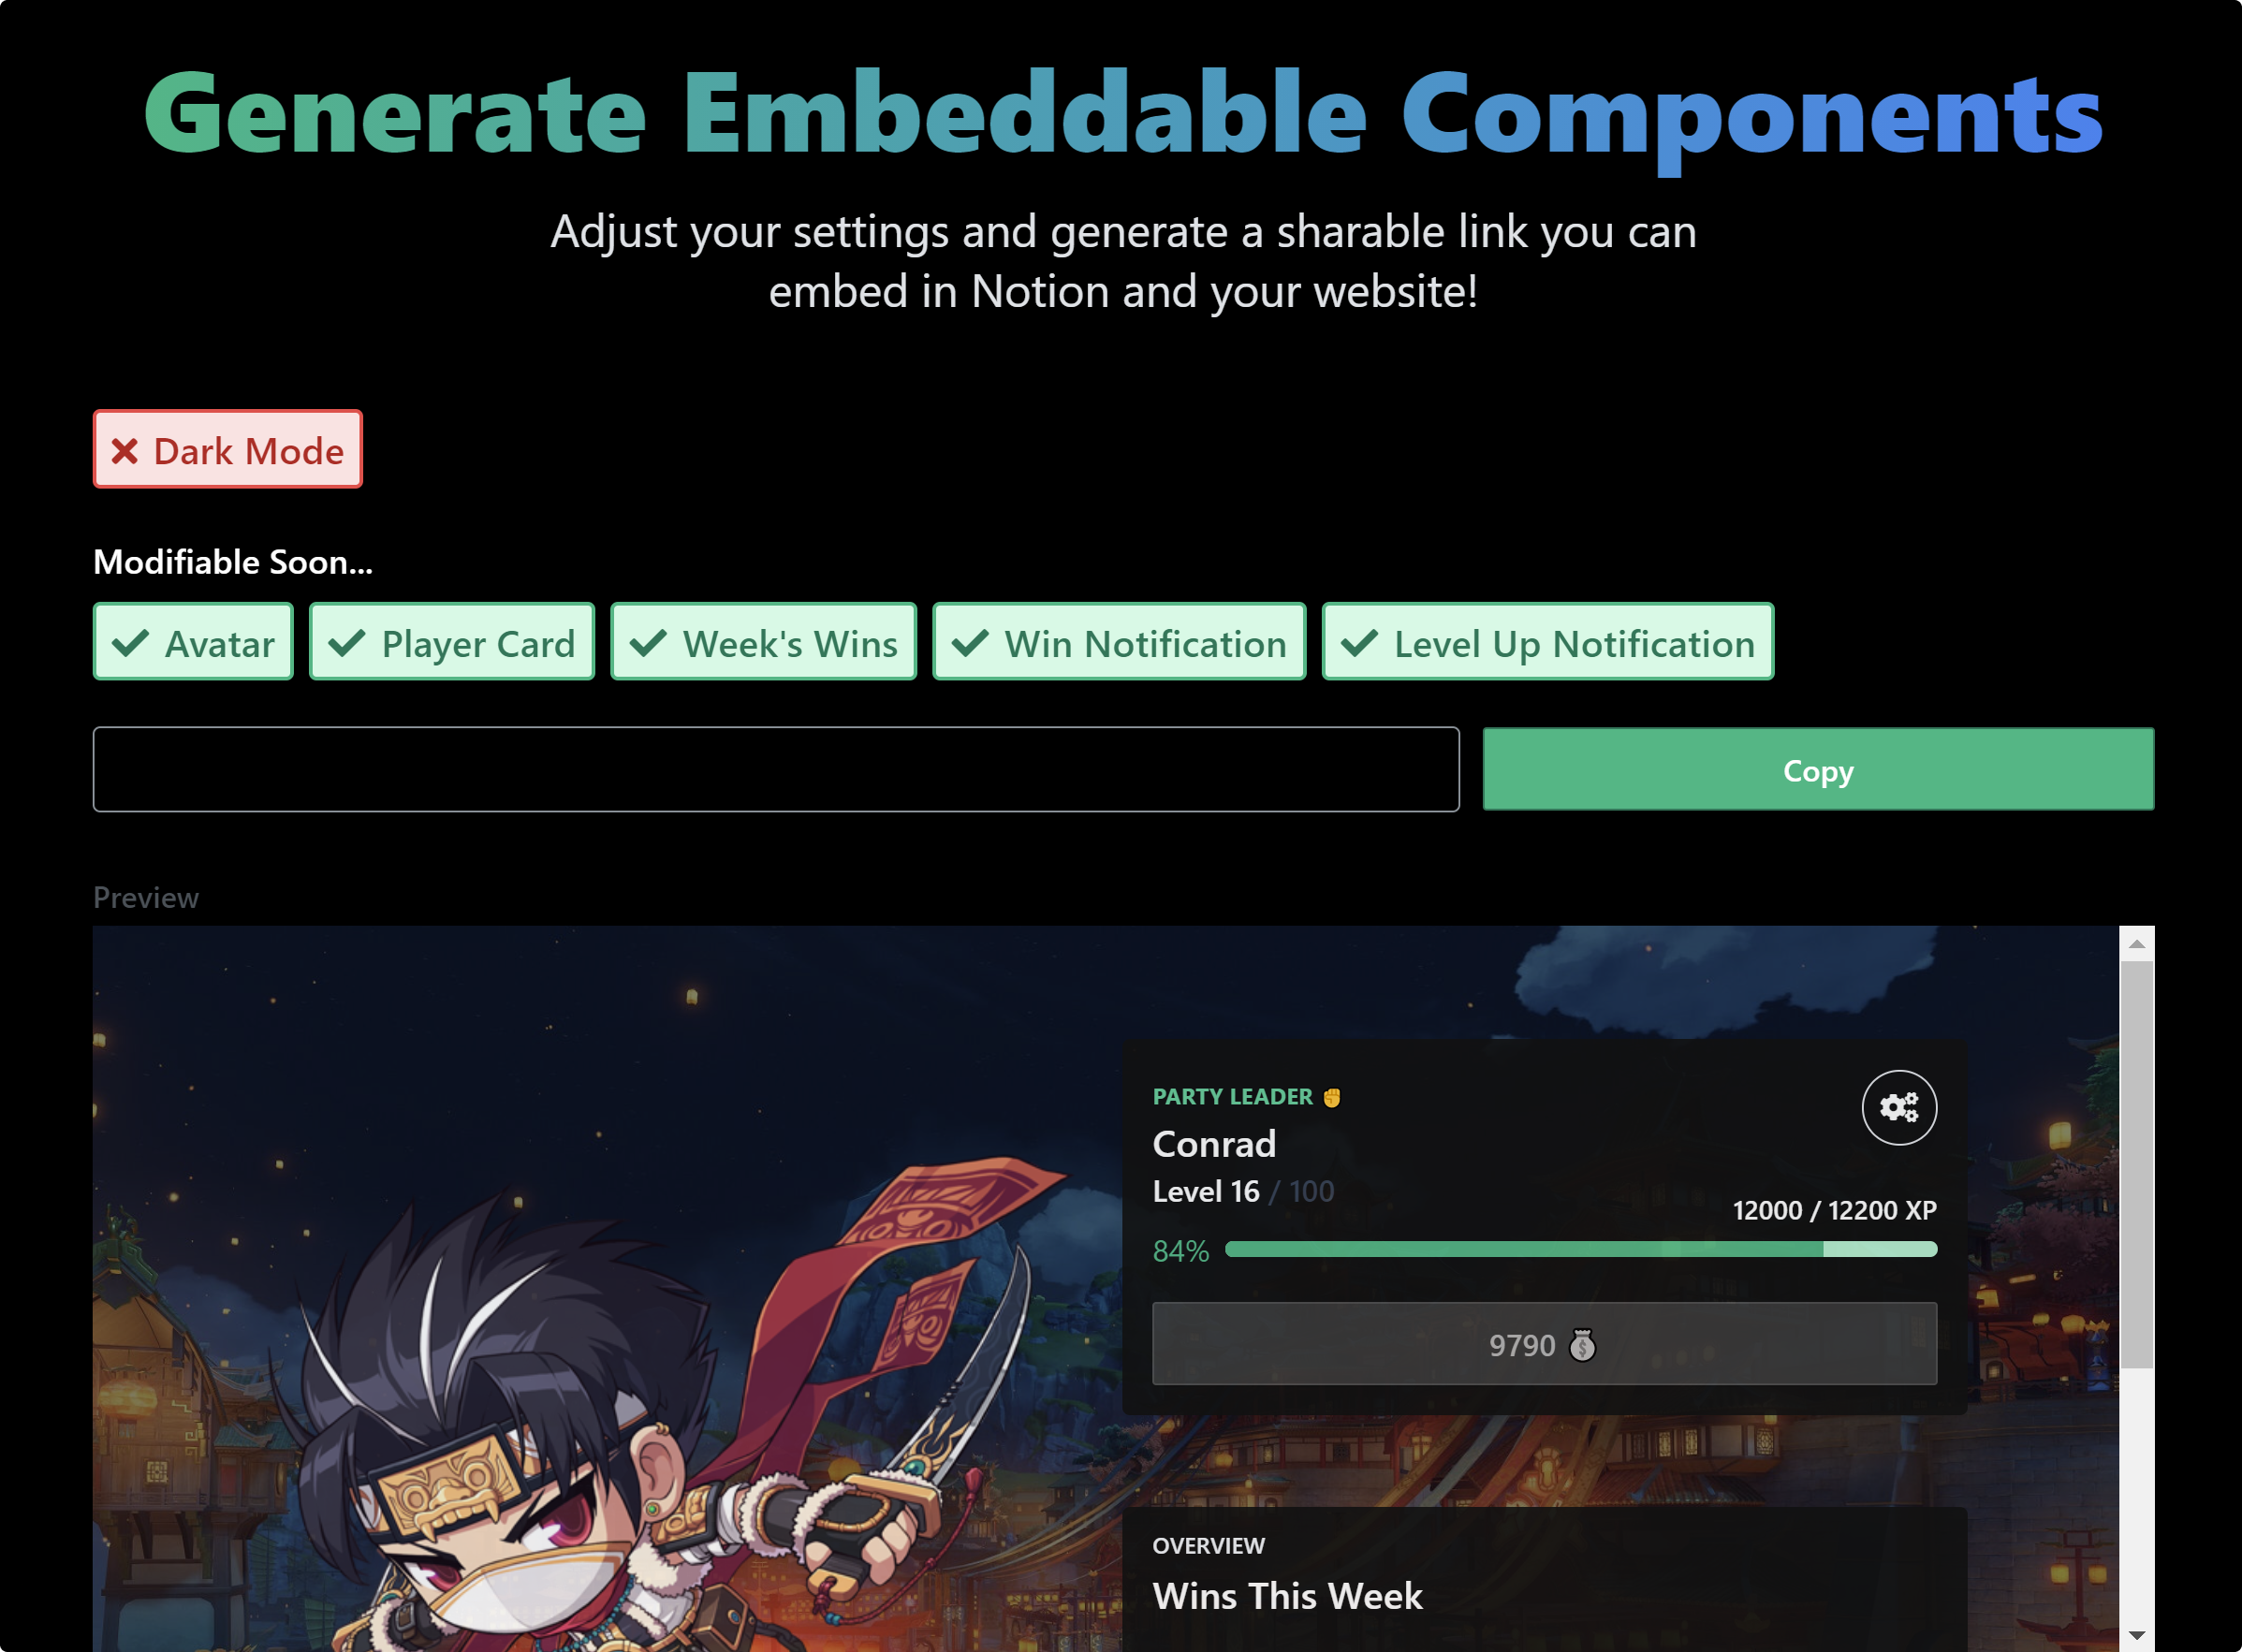 Generate Embeddable Components
Adjust your settings and generate a sharable link you can
embed in Notion and your website!
Dark Mode
Modifiable Soon...
Avatar
Player Card
Week's Wins
Win Notification
Level Up Notification
Copy
Preview
PARTY LEADER ✊
Conrad
Level 16 / 100
12000 / 12200 XP
84%
9790 💰
OVERVIEW
Wins This Week